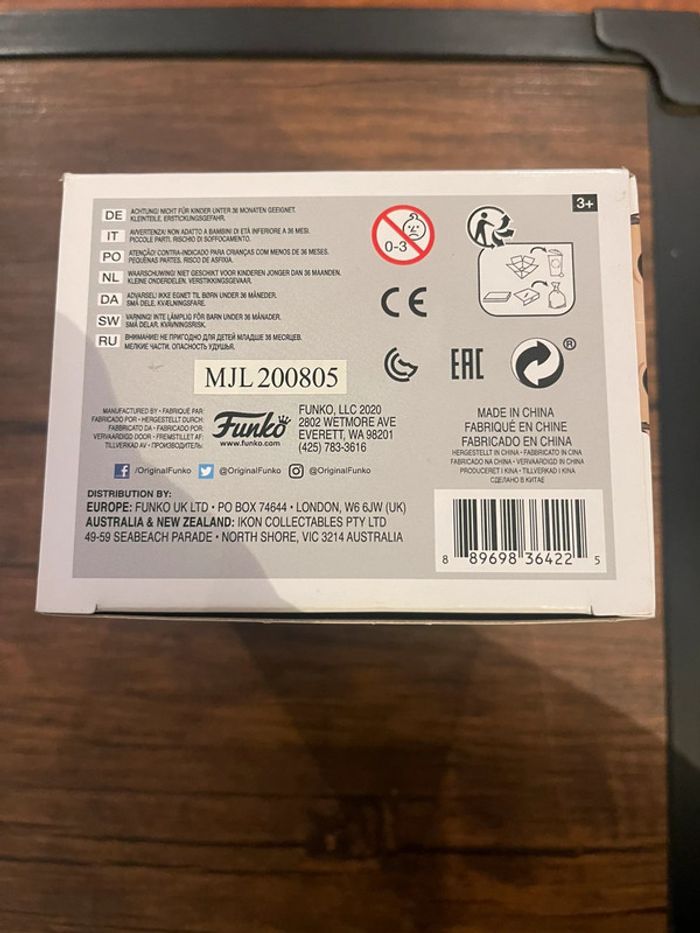 3+
DE ACHTUNG! NICHT FÜR KINDER UNTER 36 MONATEN GEEIGNET.
KLEINTEILE, ERSTICKUNGSGEFAHR.
IT AVVERTENZA! NON ADATTO A BAMBINI DI ETÀ INFERIORE A 36 MESI.
PICCOLE PARTI, RISCHIO DI SOFFOCAMENTO.
PO ATENÇÃO! CONTRA-INDICADO PARA CRIANÇAS COM MENOS DE 36 MESES.
PEQUENAS PARTES, RISCO DE ASFIXIA.
NL WAARSCHUWING! NIET GESCHIKT VOOR KINDEREN JONGER DAN 36 MAANDEN.
KLEINE ONDERDELEN, VERSTIKKINGSGEVAAR.
DA ADVARSEL! IKKE EGNET TIL BØRN UNDER 36 MÅNEDER.
SMÅ DELE, KVÆLNINGSFARE.
SW VARNING! INTE LÄMPLIG FÖR BARN UNDER 36 MÅNADER.
SMÅ DELAR, KVÄVNINGSRISK.
RU ВНИМАНИЕ! НЕ ПРИГОДНО ДЛЯ ДЕТЕЙ МЛАДШЕ 36 МЕСЯЦЕВ.
МЕЛКИЕ ЧАСТИ, ОПАСНОСТЬ УДУШЬЯ.
0-3
CE
EAC
®
MJL 200805
MANUFACTURED BY • FABRIQUÉ PAR:
FABRICADO POR • HERGESTELLT DURCH:
FABBRICATO DA • FABRICADO POR:
VERVAARDIGD DOOR • FREMSTILLET AF:
TILLVERKAD AV • ПРОИЗВОДИТЕЛЬ:
Funko
www.funko.com
FUNKO, LLC 2020
2802 WETMORE AVE
EVERETT, WA 98201
(425) 783-3616
MADE IN CHINA
FABRIQUÉ EN CHINE
FABRICADO EN CHINA
HERGESTELLT IN CHINA • FABBRICATO IN CINA
FABRICADO NA CHINA • VERVAARDIGD IN CHINA
PRODUCERET I KINA • TILLVERKAD I KINA
СДЕЛАНО В КИТАЕ
/OriginalFunko @OriginalFunko @OriginalFunko
DISTRIBUTION BY:
EUROPE: FUNKO UK LTD • PO BOX 74644 • LONDON, W6 6JW (UK)
AUSTRALIA & NEW ZEALAND: IKON COLLECTABLES PTY LTD
49-59 SEABEACH PARADE • NORTH SHORE, VIC 3214 AUSTRALIA
8 89698 36422 5